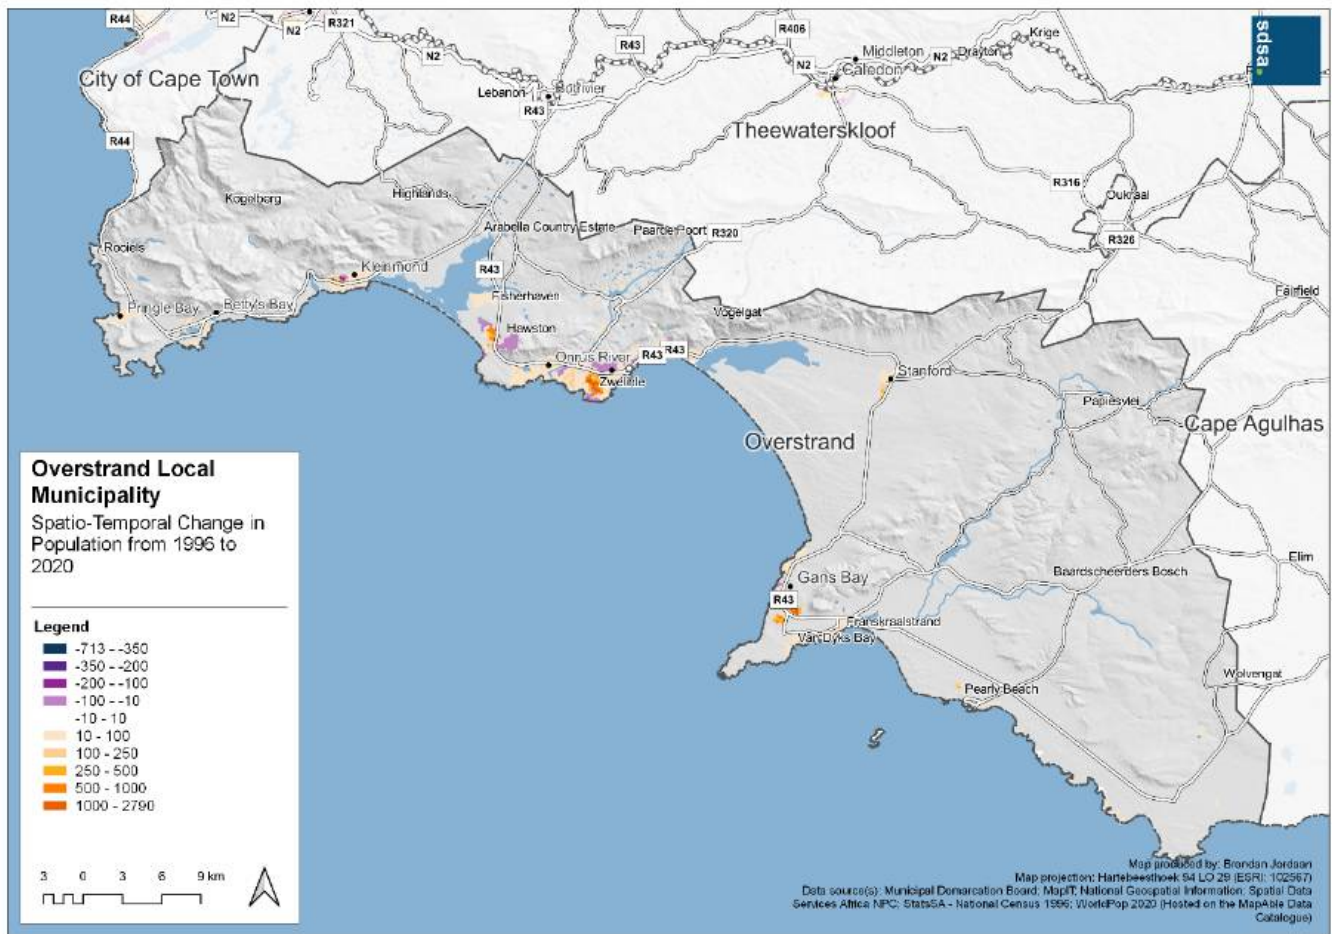 R44
N2
R321
N2
N2
R43
R406
Krige
Middleton
N2
Drayton
sdsa
N2
Caledon
City of Cape Town
Lebanon
Botrivier
R43
Theewaterskloof
R44
R316
Kogelberg
Highlands
Oukraal
Arabella Country Estate
Paarde Poort
R320
R326
Rooiels
Kleinmond
R43
Fairfield
Pringle Bay
Betty's Bay
Fisherhaven
Vogelgat
Hawston
Onrus River
R43
R43
Zwelihle
Stanford
Papiesvlei
Cape Agulhas
Overstrand
Elim
Baardscheerders Bosch
Gans Bay
R43
Franskraalstrand
Van Dyks Bay
Wolvengat
Pearly Beach
Overstrand Local
Municipality
Spatio-Temporal Change in
Population from 1996 to
2020
Legend
-713 - -350
-350 - -200
-200 - -100
-100 - -10
-10 - 10
10 - 100
100 - 250
250 - 500
500 - 1000
1000 - 2790
3 0 3 6 9 km
Map produced by: Brendan Jordaan
Map projection: Hartebeesthoek 94 LO 29 (ESRI: 102567)
Data source(s): Municipal Demarcation Board; MapIT; National Geospatial Information; Spatial Data
Services Africa NPC; StatsSA - National Census 1996; WorldPop 2020 (Hosted on the MapAble Data
Catalogue)